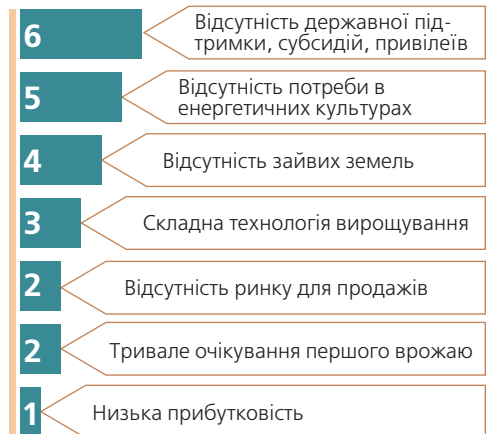 6
Відсутність державної під-
тримки, субсидій, привілеїв
5
Відсутність потреби в
енергетичних культурах
4
Відсутність зайвих земель
3
Складна технологія вирощування
2
Відсутність ринку для продажів
2
Тривале очікування першого врожаю
1
Низька прибутковість